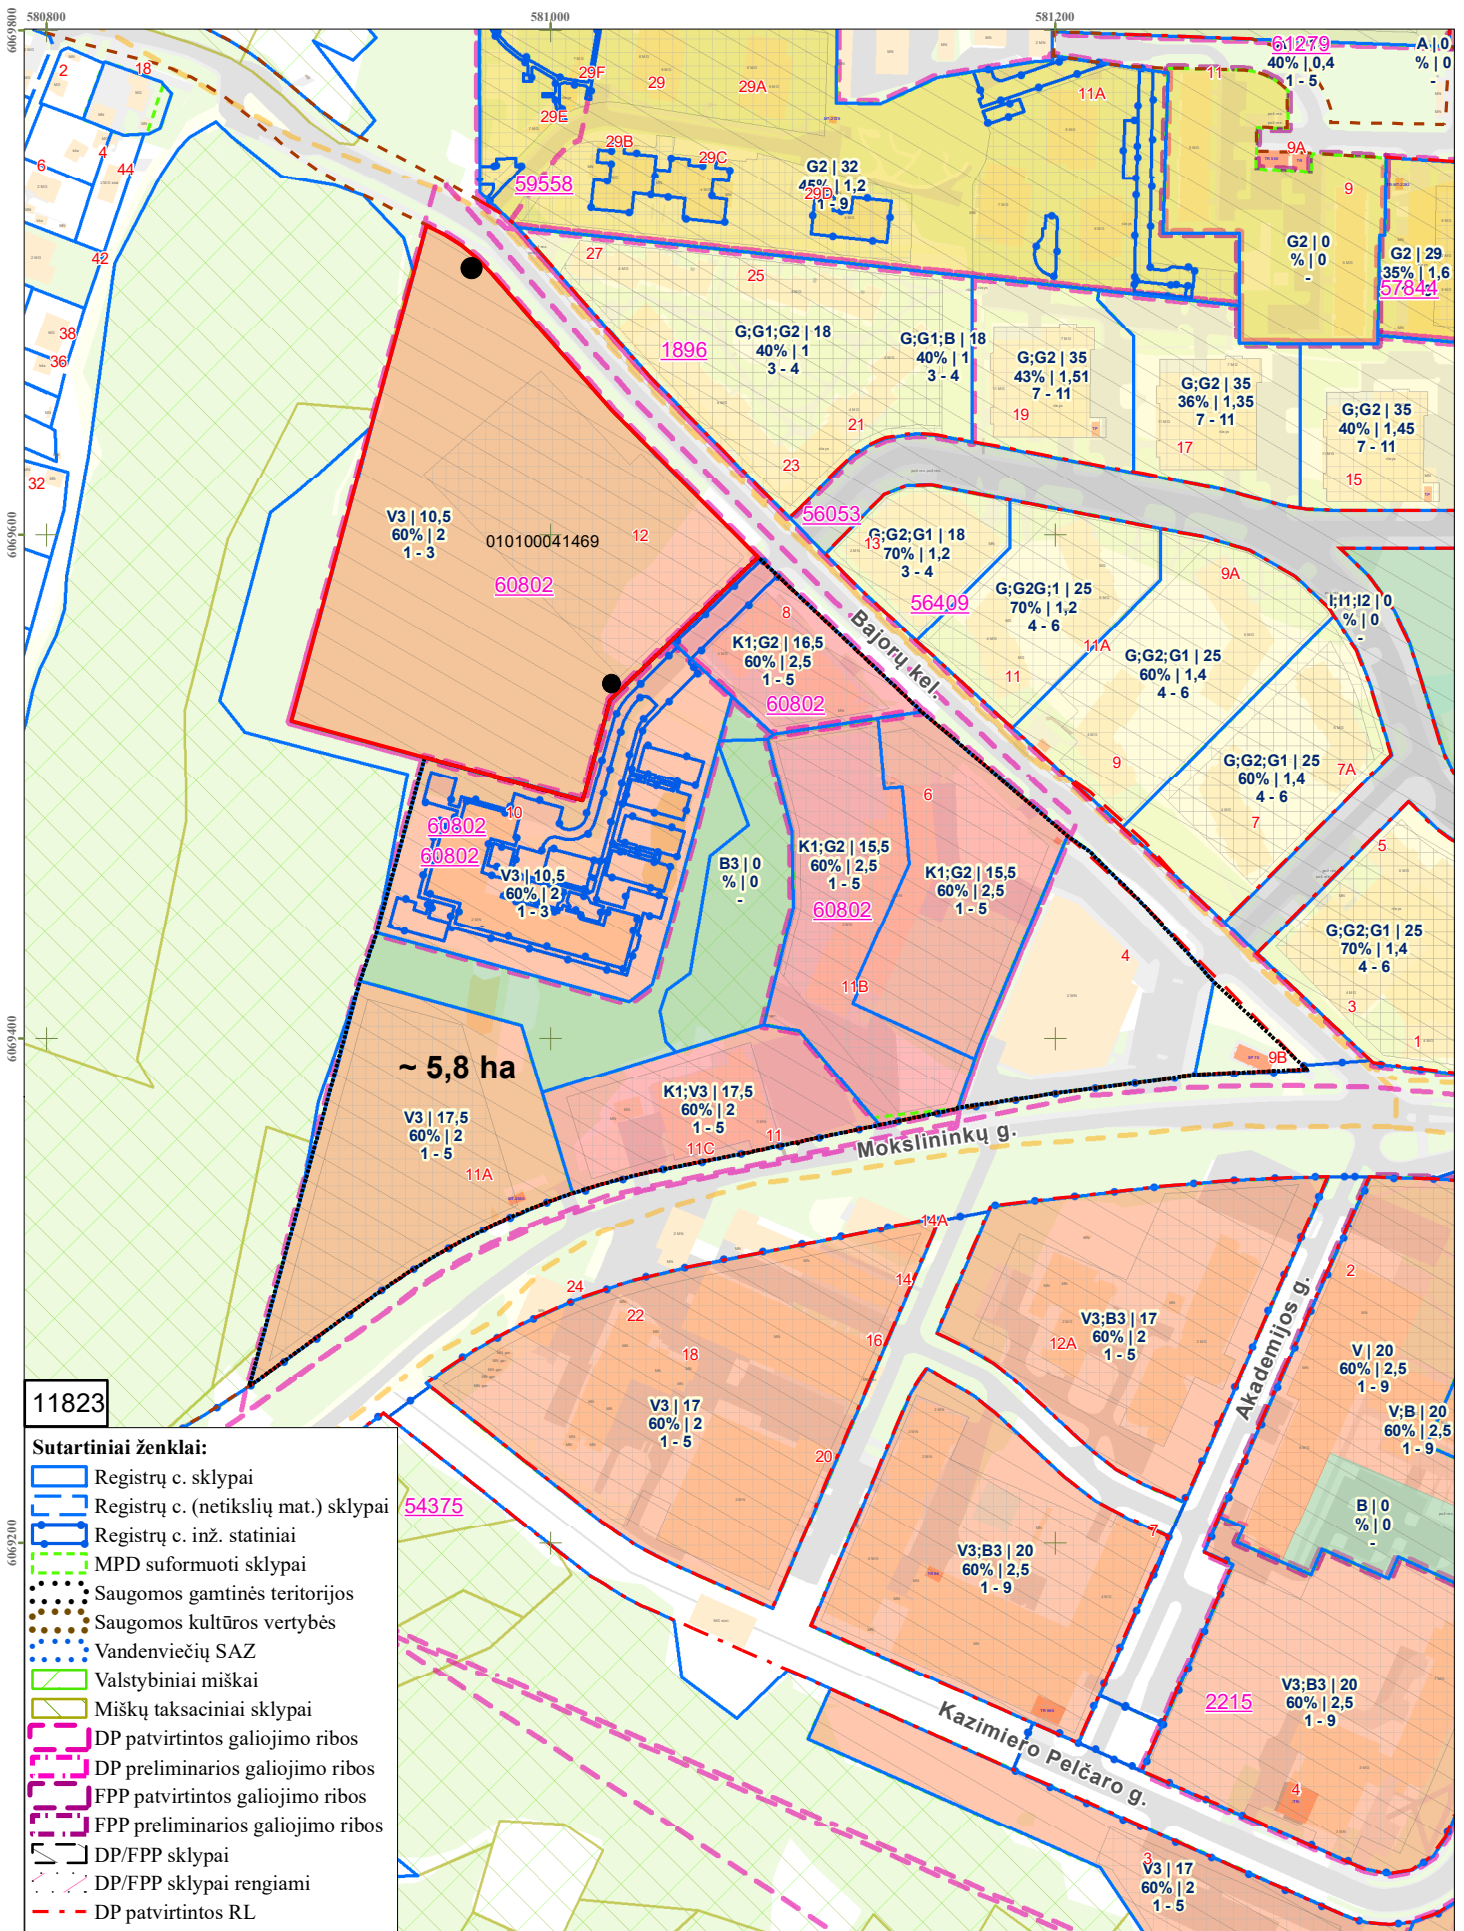 580800
581000
581200
6069800
6069600
6069400
6069200
2
18
6
4
44
42
38
36
32
29F
29
29A
29E
29B
29C
59558
G2 | 32
45% | 1,2
1 - 9
29D
11A
11
61279
40% | 0,4
1 - 5
A | 0
% | 0
-
9A
9
G2 | 0
% | 0
-
G2 | 29
35% | 1,6
57844
27
25
1896
G;G1;G2 | 18
40% | 1
3 - 4
G;G1;B | 18
40% | 1
3 - 4
G;G2 | 35
43% | 1,51
7 - 11
19
G;G2 | 35
36% | 1,35
7 - 11
17
G;G2 | 35
40% | 1,45
7 - 11
15
21
23
56053
V3 | 10,5
60% | 2
1 - 3
010100041469
12
60802
13
G;G2;G1 | 18
70% | 1,2
3 - 4
56409
G;G2G;1 | 25
70% | 1,2
4 - 6
9A
I;I1;I2 | 0
% | 0
-
8
K1;G2 | 16,5
60% | 2,5
1 - 5
60802
Bajorų kel.
11A
11
G;G2;G1 | 25
60% | 1,4
4 - 6
9
G;G2;G1 | 25
60% | 1,4
4 - 6
7A
7
5
10
60802
60802
V3 | 10,5
60% | 2
1 - 3
B3 | 0
% | 0
-
6
K1;G2 | 15,5
60% | 2,5
1 - 5
60802
K1;G2 | 15,5
60% | 2,5
1 - 5
11B
4
G;G2;G1 | 25
70% | 1,4
4 - 6
3
1
9B
~ 5,8 ha
V3 | 17,5
60% | 2
1 - 5
11A
K1;V3 | 17,5
60% | 2
1 - 5
11C
11
Mokslininkų g.
14A
24
22
18
14
16
20
V3 | 17
60% | 2
1 - 5
12A
V3;B3 | 17
60% | 2
1 - 5
Akademijos g.
2
V | 20
60% | 2,5
1 - 9
V;B | 20
60% | 2,5
1 - 9
B | 0
% | 0
-
7
V3;B3 | 20
60% | 2,5
1 - 9
2215
V3;B3 | 20
60% | 2,5
1 - 9
54375
Kazimiero Pelčaro g.
4
3
V3 | 17
60% | 2
1 - 5
11823
Sutartiniai ženklai:
Registrų c. sklypai
Registrų c. (netikslių mat.) sklypai
Registrų c. inž. statiniai
MPD suformuoti sklypai
Saugomos gamtinės teritorijos
Saugomos kultūros vertybės
Vandenviečių SAZ
Valstybiniai miškai
Miškų taksaciniai sklypai
DP patvirtintos galiojimo ribos
DP preliminarios galiojimo ribos
FPP patvirtintos galiojimo ribos
FPP preliminarios galiojimo ribos
DP/FPP sklypai
DP/FPP sklypai rengiami
DP patvirtintos RL